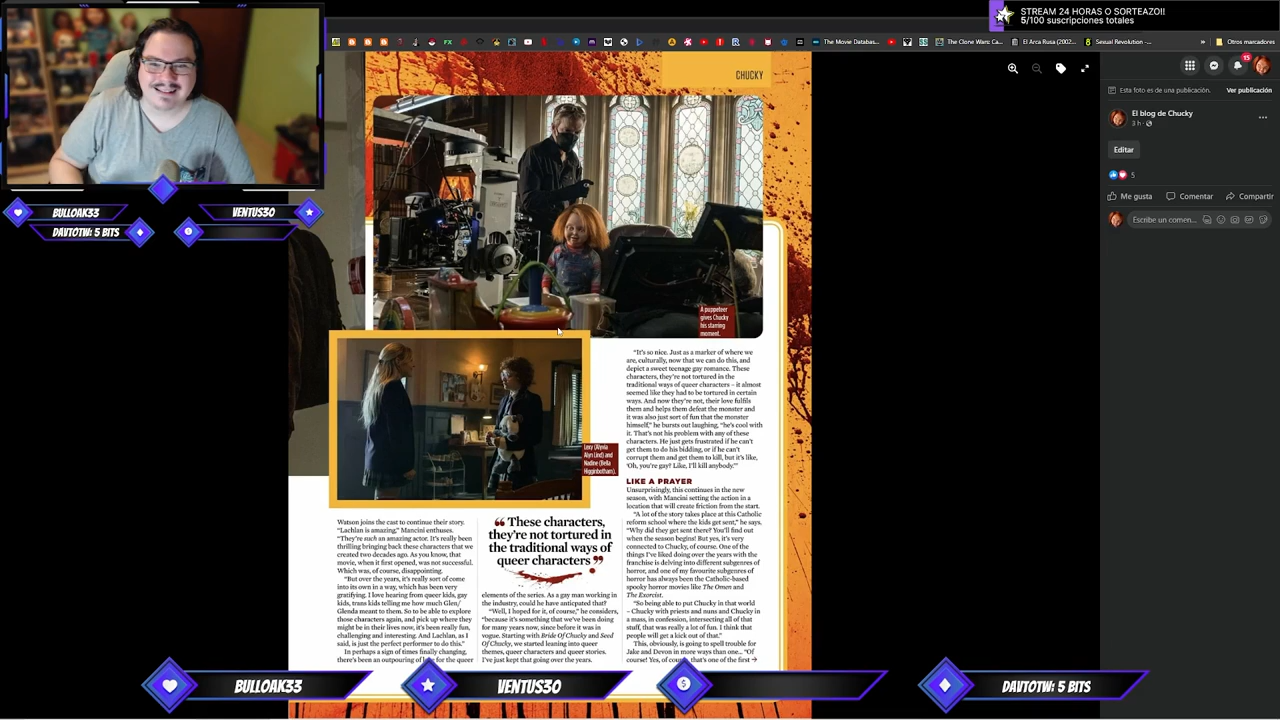 STREAM 24 HORAS O SORTEAZO!!
5/100 suscripciones totales
FX
The Movie Databas...
The Clone Wars: Ca...
El Arca Rusa (2002...
Sexual Revolution -...
»
Otros marcadores
CHUCKY
15
Esta foto es de una publicación.
Ver publicación
El blog de Chucky
3 h ·
Editar
5
Me gusta
Comentar
Compartir
Escribe un comen...
BULLOAK33
VENTUS30
DAVTOTW: 5 BITS
A puppeteer
gives Chucky
his starring
moment.
Lexy (Alyvia
Alyn Lind) and
Nadine (Bella
Higginbotham).
Watson joins the cast to continue their story.
"Lachlan is amazing," Mancini enthuses.
"They're such an amazing actor. It's really been
thrilling bringing back these characters that we
created two decades ago. As you know, that
movie, when it first opened, was not successful.
Which was, of course, disappointing.
"But over the years, it's really sort of come
into its own in a way, which has been very
gratifying. I love hearing from queer kids, gay
kids, trans kids telling me how much Glen/
Glenda meant to them. So to be able to explore
those characters again, and pick up where they
might be in their lives now, it's been really fun,
challenging and interesting. And Lachlan, as I
said, is just the perfect performer to do this."
In perhaps a sign of times finally changing,
there's been an outpouring of love for the queer
“ These characters,
they're not tortured in
the traditional ways of
queer characters ”
elements of the series. As a gay man working in
the industry, could he have anticipated that?
"Well, I hoped for it, of course," he considers,
"because it's something that we've been doing
for many years now, since before it was in
vogue. Starting with Bride Of Chucky and Seed
Of Chucky, we started leaning into queer
themes, queer characters and queer stories.
I've just kept that going over the years.
"It's so nice. Just as a marker of where we
are, culturally, now that we can do this, and
depict a sweet teenage gay romance. These
characters, they're not tortured in the
traditional ways of queer characters – it almost
seemed like they had to be tortured in certain
ways. And now they're not, their love fulfils
them and helps them defeat the monster and
it was also just sort of fun that the monster
himself," he bursts out laughing, "he's cool with
it. That's not his problem with any of these
characters. He just gets frustrated if he can't
get them to do his bidding, or if he can't
corrupt them and get them to kill, but it's like,
'Oh, you're gay? Like, I'll kill anybody.'"
LIKE A PRAYER
Unsurprisingly, this continues in the new
season, with Mancini setting the action in a
location that will create friction from the start.
"A lot of the story takes place at this Catholic
reform school where the kids get sent," he says.
"Why did they get sent there? You'll find out
when the season begins! But yes, it's very
connected to Chucky, of course. One of the
things I've liked doing over the years with the
franchise is delving into different subgenres of
horror, and one of my favourite subgenres of
horror has always been the Catholic-based
spooky horror movies like The Omen and
The Exorcist.
"So being able to put Chucky in that world
– Chucky with priests and nuns and Chucky in
a mass, in confession, intersecting all of that
stuff, that was really a lot of fun. I think that
people will get a kick out of that."
This, obviously, is going to spell trouble for
Jake and Devon in more ways than one... "Of
course! Yes, of course, that's one of the first →
BULLOAK33
VENTUS30
DAVTOTW: 5 BITS